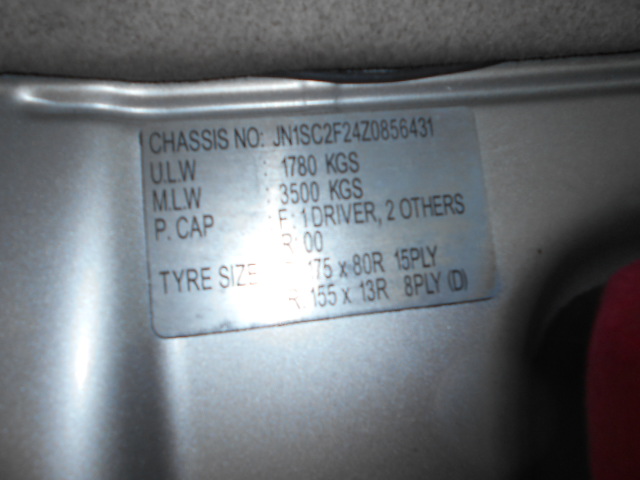 CHASSIS NO: JN1SC2F24Z0856431
U.L.W : 1780 KGS
M.L.W : 3500 KGS
P. CAP : F: 1 DRIVER, 2 OTHERS
R: 00
TYRE SIZE 175 x 80R 15PLY
R: 155 x 13R 8PLY (D)